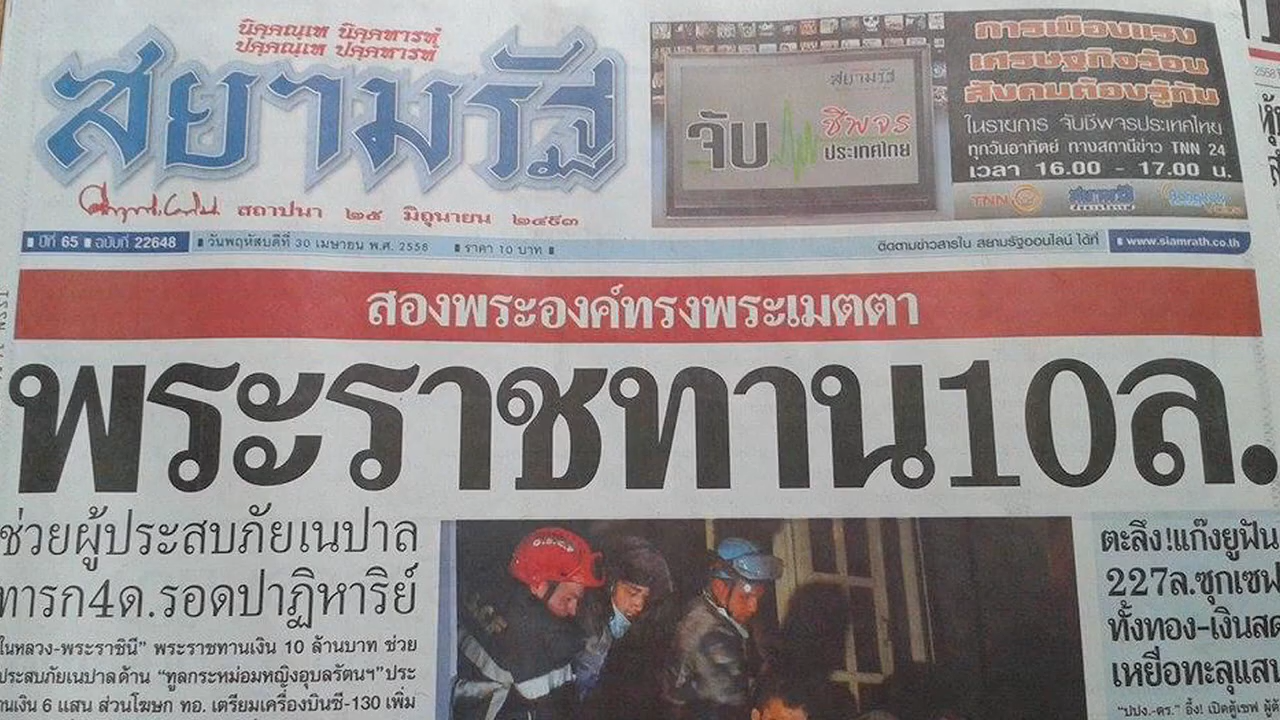 นิคฺคณฺเห นิคฺคหารหํ
ปคฺคณฺเห ปคฺคหารหํ
สยามรัฐ
สถาปนา ๒๕ มิถุนายน ๒๔๙๓
สยามรัฐ
จับ ชีพจร
ประเทศไทย
การเมืองแรง
เศรษฐกิจร้อน
สังคมต้องรู้ทัน
ในรายการ จับชีพจรประเทศไทย
ทุกวันอาทิตย์ ทางสถานีข่าว TNN 24
เวลา 16.00 - 17.00 น.
TNN สยามรัฐ
ปีที่ 65 ฉบับที่ 22648 วันพฤหัสบดีที่ 30 เมษายน พ.ศ. 2558 ราคา 10 บาท ติดตามข่าวสารใน สยามรัฐออนไลน์ ได้ที่ www.siamrath.co.th
สองพระองค์ทรงพระเมตตา
พระราชทาน10ล.
ช่วยผู้ประสบภัยเนปาล
ทารก4ด.รอดปาฏิหาริย์
ในหลวง-พระราชินี" พระราชทานเงิน 10 ล้านบาท ช่วย
ประสบภัยเนปาลด้าน "ทูลกระหม่อมหญิงอุบลรัตนฯ" ประ
ทานเงิน 6 แสน ส่วนโฆษก ทอ. เตรียมเครื่องบินซี-130 เพิ่ม
ตะลึง!แก๊งยูฟัน
227ล.ซุกเซฟ
ทั้งทอง-เงินสด
เหยื่อทะลุแสน
"ปปง.-ตร." อึ้ง! เปิดตู้เซฟ
2558